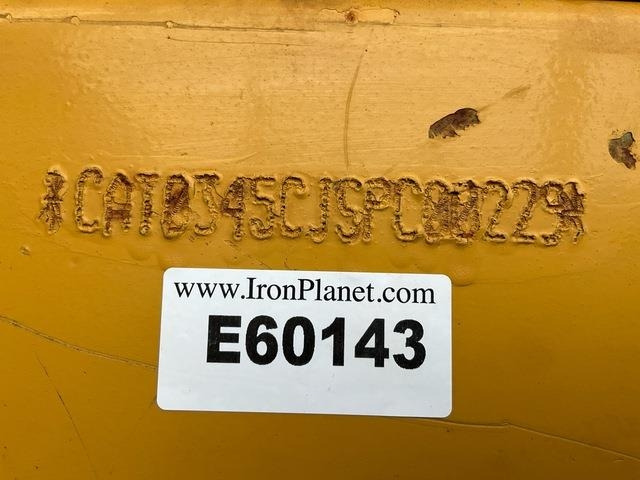 *CAT0345CJSPC00229*
www.IronPlanet.com
E60143